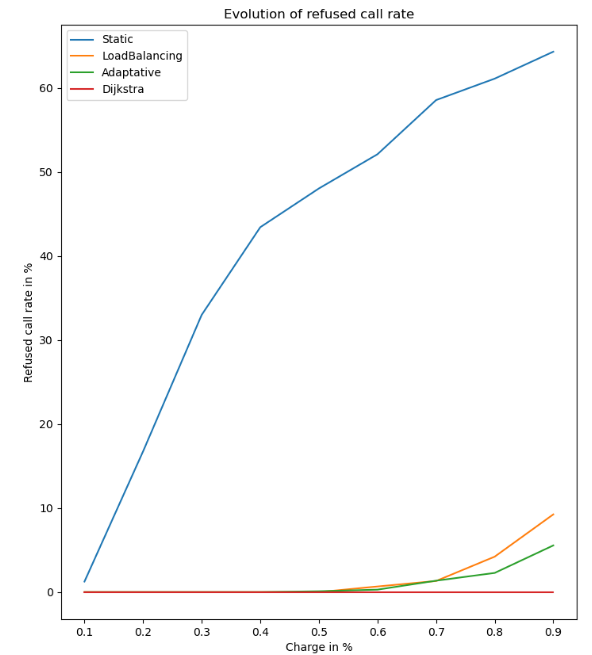 Evolution of refused call rate
Static
LoadBalancing
Adaptative
Dijkstra
60
50
40
30
20
10
0
Refused call rate in %
0.1 0.2 0.3 0.4 0.5 0.6 0.7 0.8 0.9
Charge in %